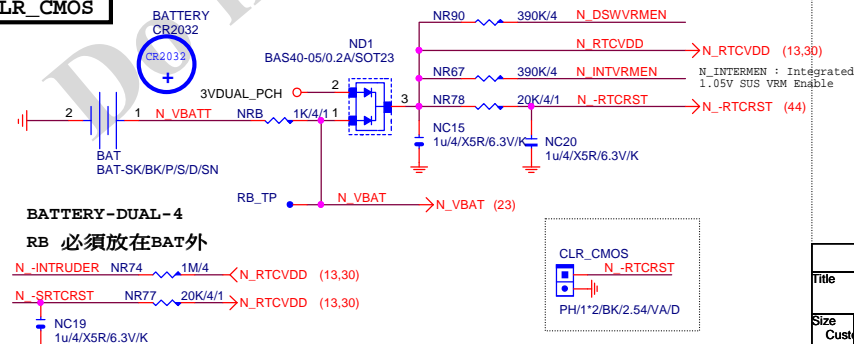 CLR_CMOS
Do
BATTERY
CR2032
CR2032
+
ND1
BAS40-05/0.2A/SOT23
3VDUAL_PCH
2
1
3
NR90 390K/4 N_DSWVRMEN
N_RTCVDD N_RTCVDD (13,30)
NR67 390K/4 N_INTVRMEN
N_INTERMEN : Integrated
1.05V SUS VRM Enable
NR78 20K/4/1 N_-RTCRST N_-RTCRST (44)
2 1 N_VBATT NRB 1K/4/1
BAT
BAT-SK/BK/P/S/D/SN
NC15
1u/4/X5R/6.3V/K
NC20
1u/4/X5R/6.3V/K
RB_TP N_VBAT N_VBAT (23)
BATTERY-DUAL-4
RB 必須放在BAT外
N_-INTRUDER NR74 1M/4 N_RTCVDD (13,30)
N_-SRTCRST NR77 20K/4/1 N_RTCVDD (13,30)
NC19
1u/4/X5R/6.3V/K
CLR_CMOS
N_-RTCRST
PH/1*2/BK/2.54/VA/D
Title
Size